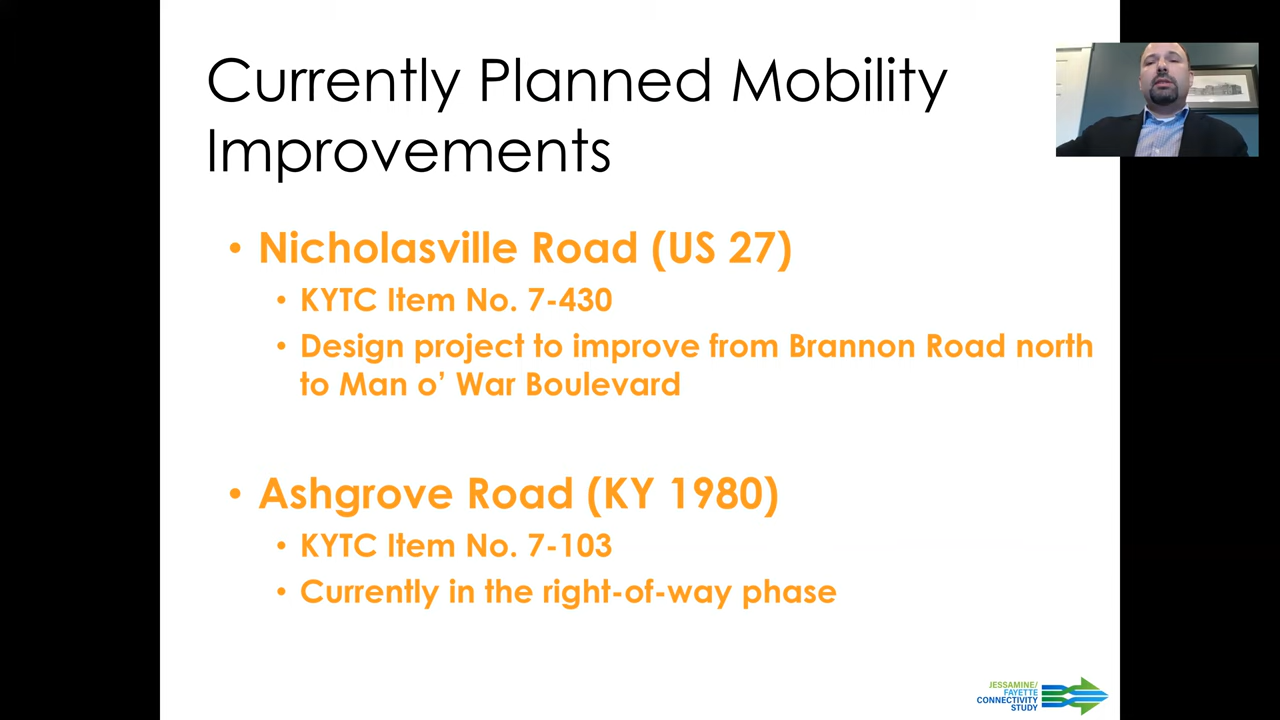 Currently Planned Mobility
Improvements
• Nicholasville Road (US 27)
• KYTC Item No. 7-430
• Design project to improve from Brannon Road north
to Man o’ War Boulevard
• Ashgrove Road (KY 1980)
• KYTC Item No. 7-103
• Currently in the right-of-way phase
JESSAMINE/
FAYETTE
CONNECTIVITY
STUDY